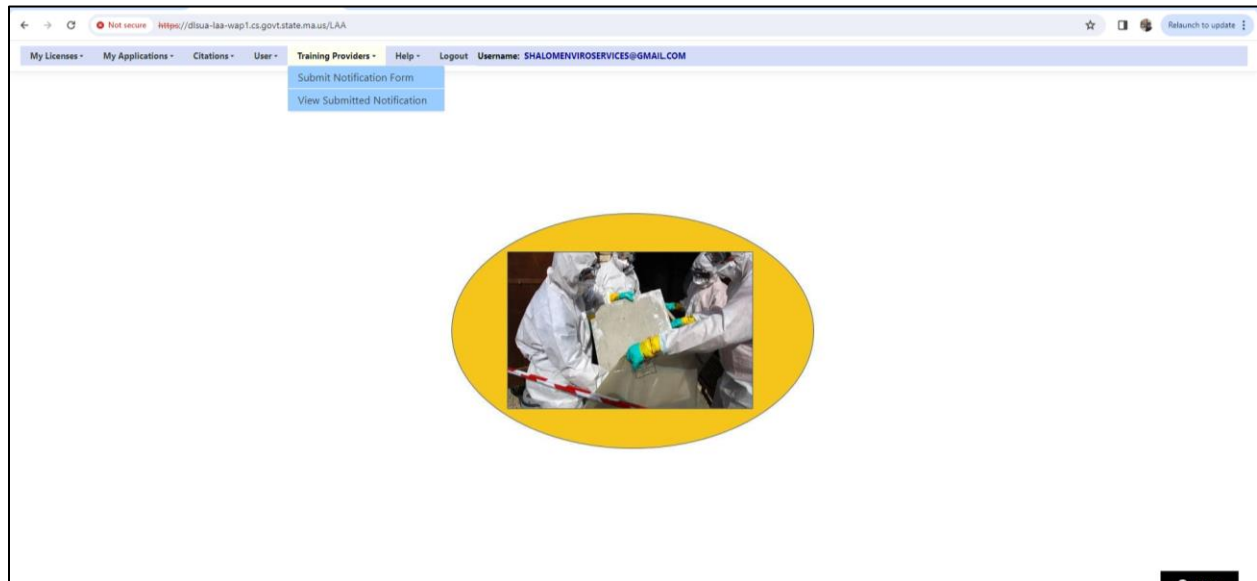 Not secure https://dlsua-laa-wap1.cs.govt.state.ma.us/LAA Relaunch to update
My Licenses My Applications Citations User Training Providers Help Logout Username: SHALOMENVIROSERVICES@GMAIL.COM
Submit Notification Form
View Submitted Notification